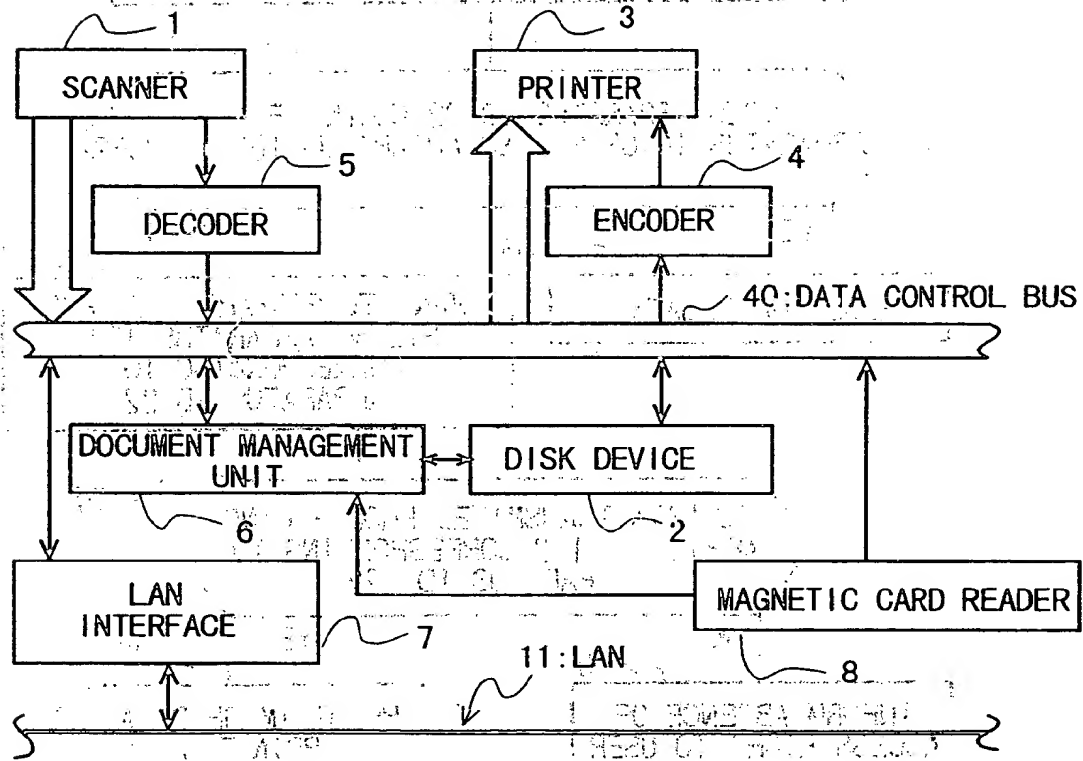 1
3
SCANNER
PRINTER
5
4
DECODER
ENCODER
40:DATA CONTROL BUS
DOCUMENT MANAGEMENT
UNIT
DISK DEVICE
6
2
LAN
INTERFACE
MAGNETIC CARD READER
7
11:LAN
8